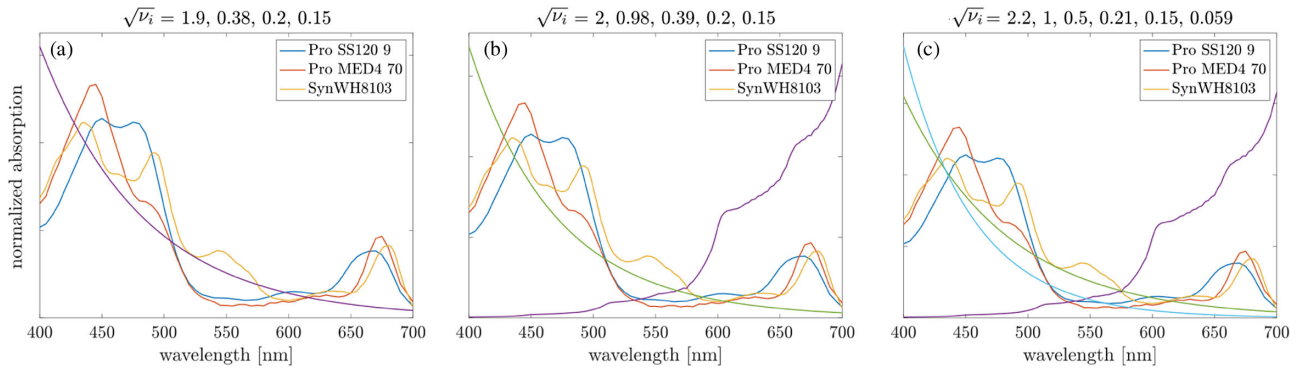 √νᵢ = 1.9, 0.38, 0.2, 0.15
(a)
Pro SS120 9
Pro MED4 70
SynWH8103
normalized absorption
400 450 500 550 600 650 700
wavelength [nm]
√νᵢ = 2, 0.98, 0.39, 0.2, 0.15
(b)
Pro SS120 9
Pro MED4 70
SynWH8103
400 450 500 550 600 650 700
wavelength [nm]
√νᵢ = 2.2, 1, 0.5, 0.21, 0.15, 0.059
(c)
Pro SS120 9
Pro MED4 70
SynWH8103
400 450 500 550 600 650 700
wavelength [nm]